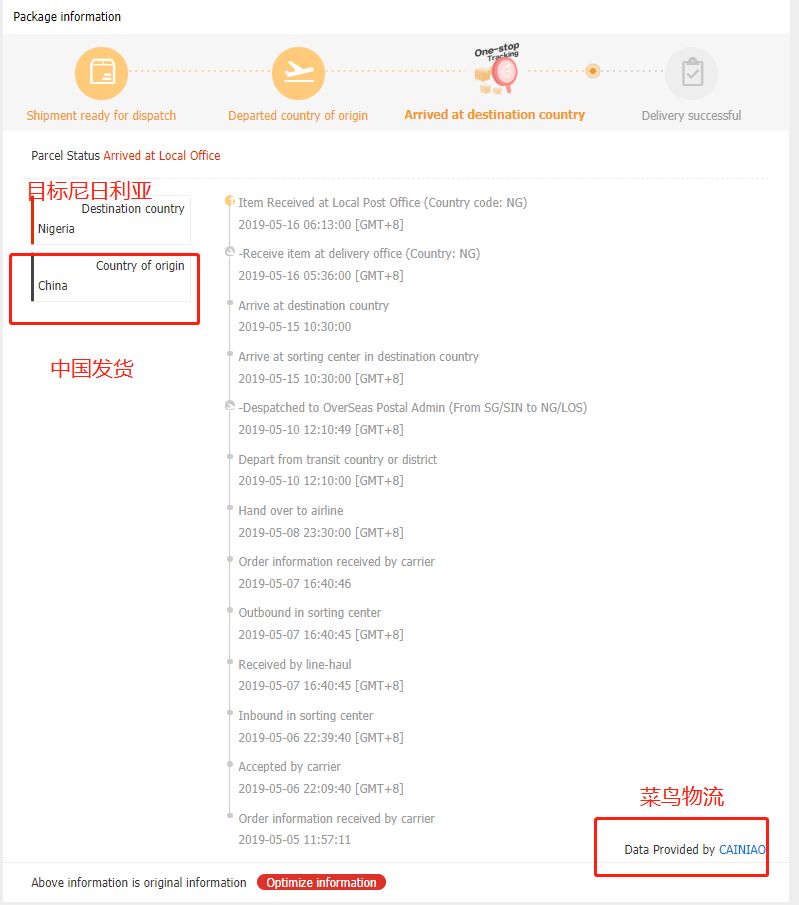 Package information
One-stop
Tracking
Shipment ready for dispatch
Departed country of origin
Arrived at destination country
Delivery successful
Parcel Status Arrived at Local Office
目标尼日利亚
Destination country
Nigeria
Country of origin
China
中国发货
Item Received at Local Post Office (Country code: NG)
2019-05-16 06:13:00 [GMT+8]
-Receive item at delivery office (Country: NG)
2019-05-16 05:36:00 [GMT+8]
Arrive at destination country
2019-05-15 10:30:00
Arrive at sorting center in destination country
2019-05-15 10:30:00 [GMT+8]
-Despatched to OverSeas Postal Admin (From SG/SIN to NG/LOS)
2019-05-10 12:10:49 [GMT+8]
Depart from transit country or district
2019-05-10 12:10:00 [GMT+8]
Hand over to airline
2019-05-08 23:30:00 [GMT+8]
Order information received by carrier
2019-05-07 16:40:46
Outbound in sorting center
2019-05-07 16:40:45 [GMT+8]
Received by line-haul
2019-05-07 16:40:45 [GMT+8]
Inbound in sorting center
2019-05-06 22:39:40 [GMT+8]
Accepted by carrier
2019-05-06 22:09:40 [GMT+8]
Order information received by carrier
2019-05-05 11:57:11
菜鸟物流
Data Provided by CAINIAO
Above information is original information
Optimize information